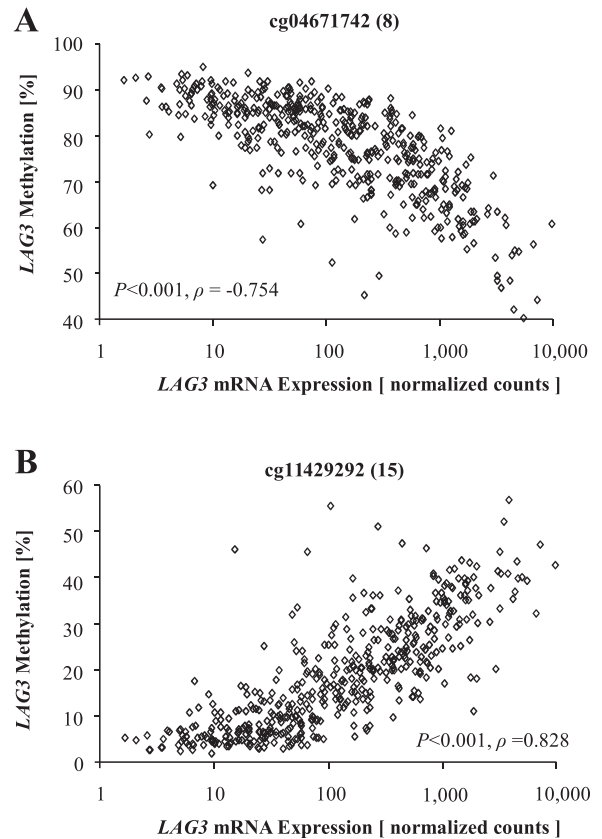 A
cg04671742 (8)
100
90
80
70
60
50
40
LAG3 Methylation [%]
P<0.001, ρ = -0.754
1 10 100 1,000 10,000
LAG3 mRNA Expression [ normalized counts ]
B
cg11429292 (15)
60
50
40
30
20
10
0
LAG3 Methylation [%]
P<0.001, ρ =0.828
1 10 100 1,000 10,000
LAG3 mRNA Expression [ normalized counts ]